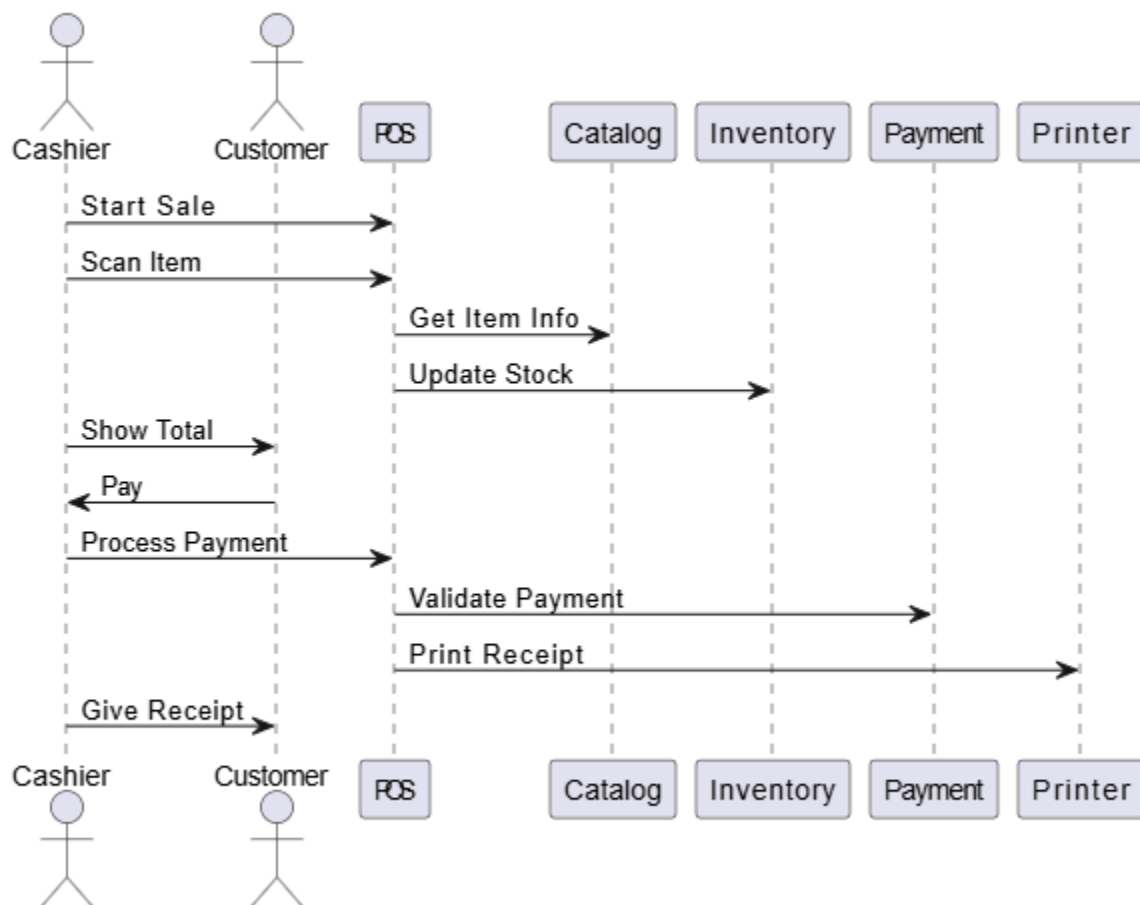 Cashier Customer POS Catalog Inventory Payment Printer
Start Sale
Scan Item
Get Item Info
Update Stock
Show Total
Pay
Process Payment
Validate Payment
Print Receipt
Give Receipt
Cashier Customer POS Catalog Inventory Payment Printer